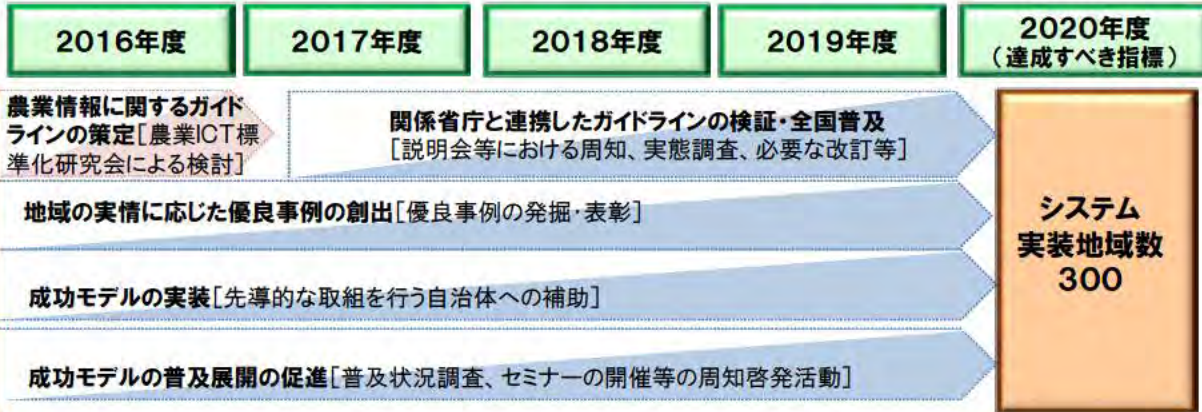 2016年度
2017年度
2018年度
2019年度
2020年度
(達成すべき指標)
農業情報に関するガイド
ラインの策定[農業ICT標
準化研究会による検討]
関係省庁と連携したガイドラインの検証・全国普及
[説明会等における周知、実態調査、必要な改訂等]
地域の実情に応じた優良事例の創出[優良事例の発掘・表彰]
成功モデルの実装[先導的な取組を行う自治体への補助]
成功モデルの普及展開の促進[普及状況調査、セミナーの開催等の周知啓発活動]
システム
実装地域数
300